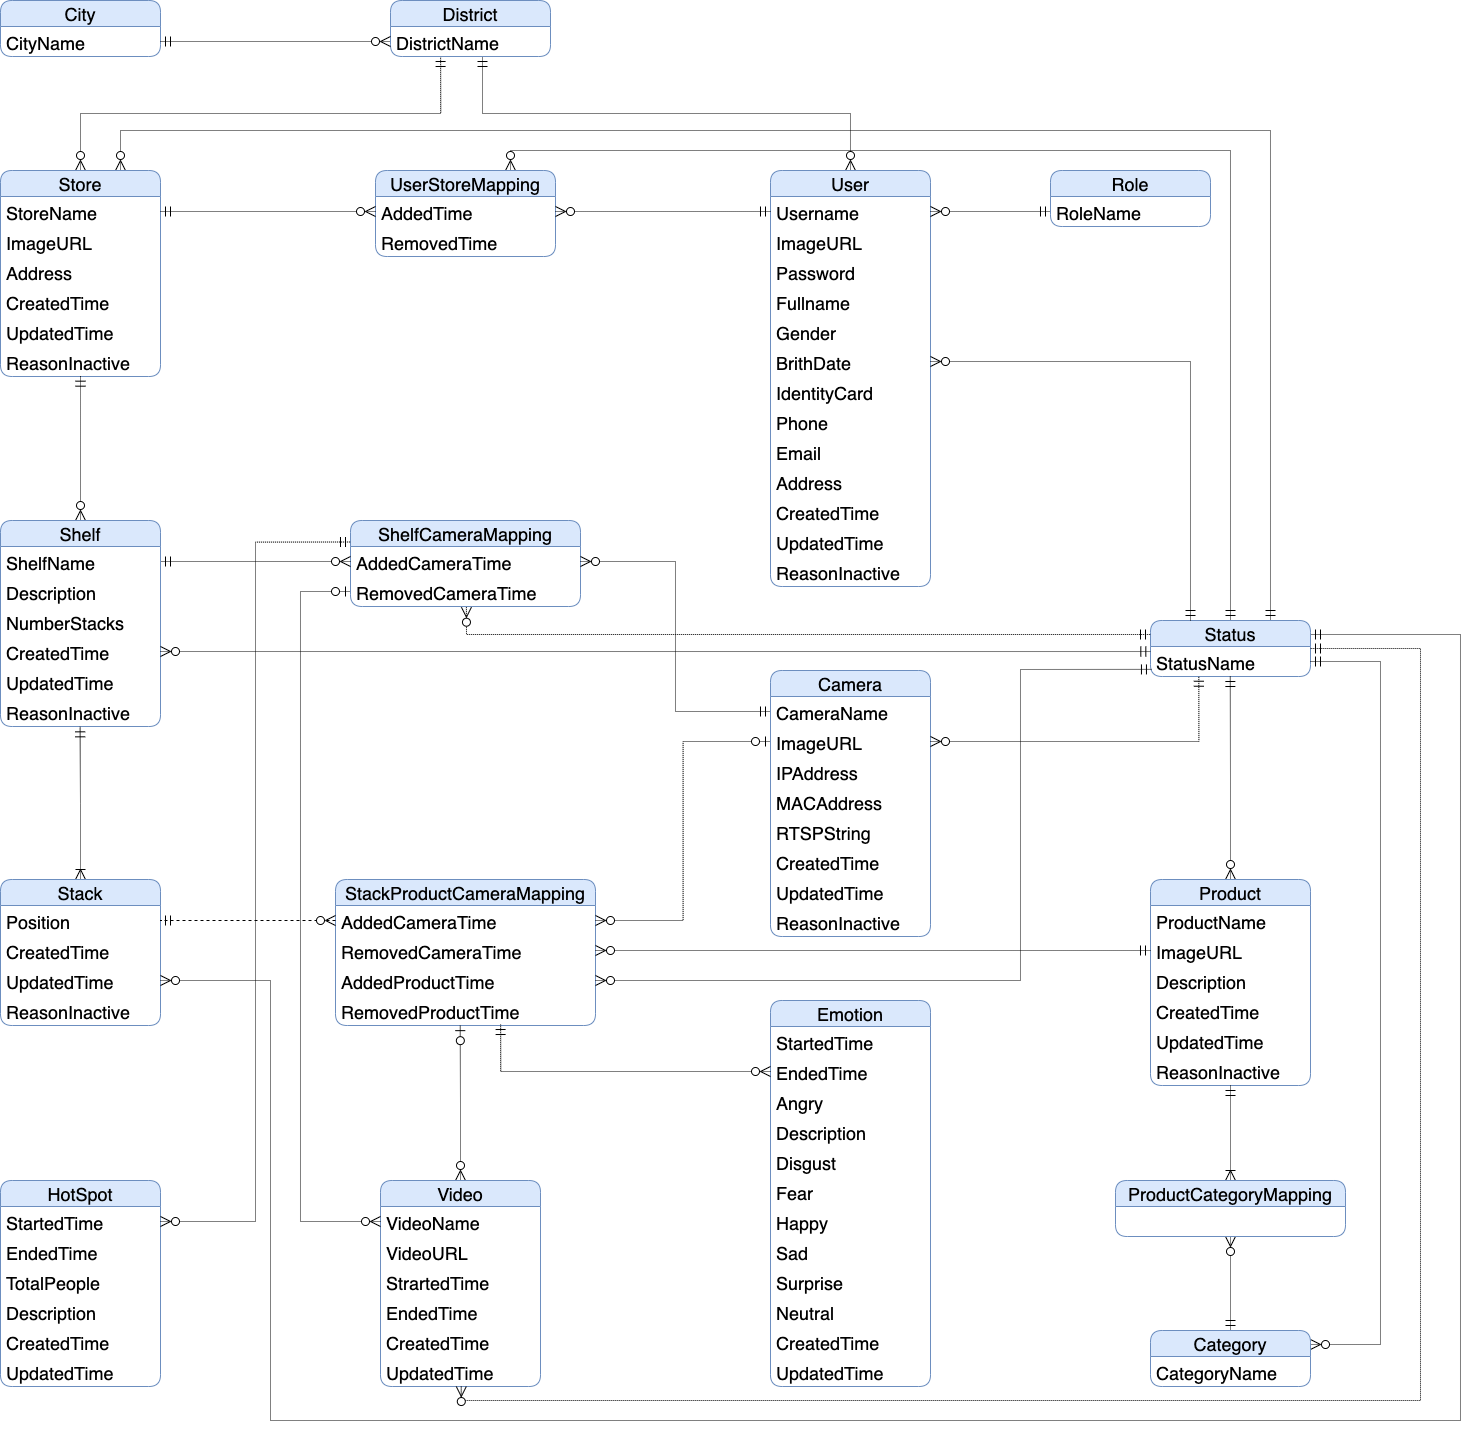 City
CityName
District
DistrictName
Store
StoreName
ImageURL
Address
CreatedTime
UpdatedTime
ReasonInactive
UserStoreMapping
AddedTime
RemovedTime
User
Username
ImageURL
Password
Fullname
Gender
BrithDate
IdentityCard
Phone
Email
Address
CreatedTime
UpdatedTime
ReasonInactive
Role
RoleName
Shelf
ShelfName
Description
NumberStacks
CreatedTime
UpdatedTime
ReasonInactive
ShelfCameraMapping
AddedCameraTime
RemovedCameraTime
Status
StatusName
Camera
CameraName
ImageURL
IPAddress
MACAddress
RTSPString
CreatedTime
UpdatedTime
ReasonInactive
Stack
Position
CreatedTime
UpdatedTime
ReasonInactive
StackProductCameraMapping
AddedCameraTime
RemovedCameraTime
AddedProductTime
RemovedProductTime
Product
ProductName
ImageURL
Description
CreatedTime
UpdatedTime
ReasonInactive
Emotion
StartedTime
EndedTime
Angry
Description
Disgust
Fear
Happy
Sad
Surprise
Neutral
CreatedTime
UpdatedTime
HotSpot
StartedTime
EndedTime
TotalPeople
Description
CreatedTime
UpdatedTime
Video
VideoName
VideoURL
StrartedTime
EndedTime
CreatedTime
UpdatedTime
ProductCategoryMapping
Category
CategoryName